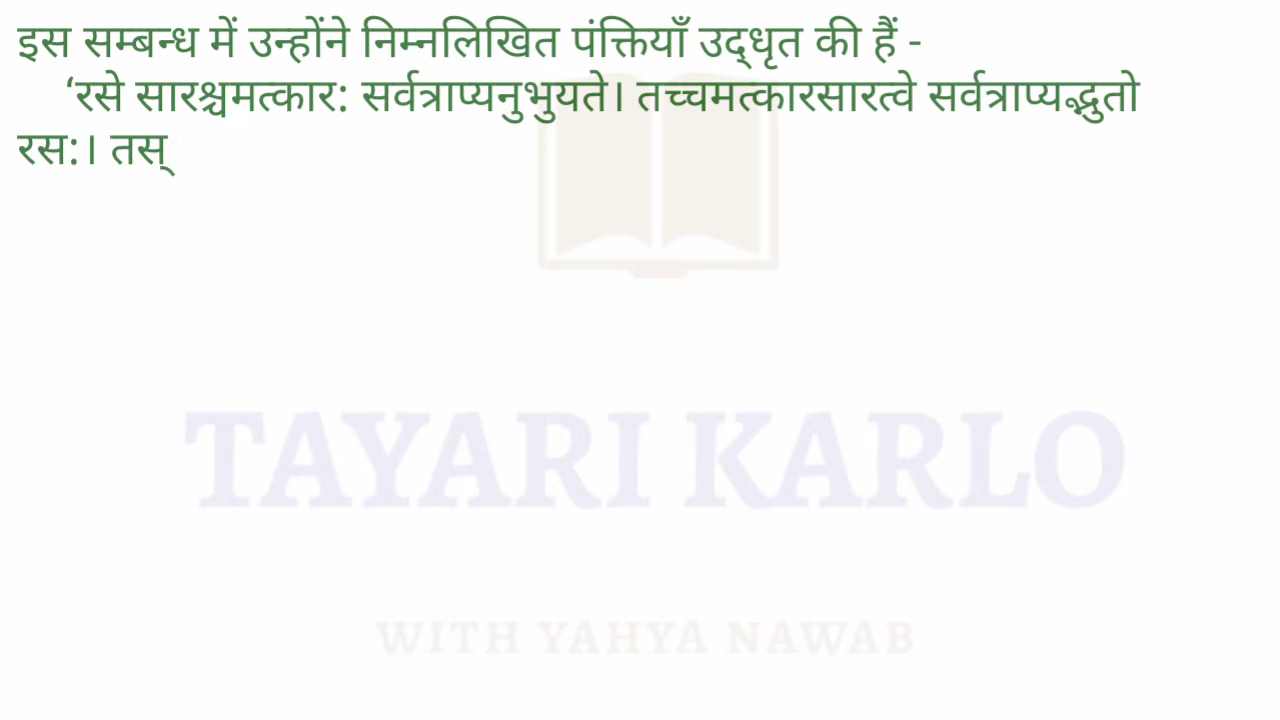 इस सम्बन्ध में उन्होंने निम्नलिखित पंक्तियाँ उद्धृत की हैं -
‘रसे सारश्चमत्कार: सर्वत्राप्यनुभुयते। तच्चमत्कारसारत्वे सर्वत्राप्यद्भुतो
रस:। तस्
TAYARI KARLO
WITH YAHYA NAWAB